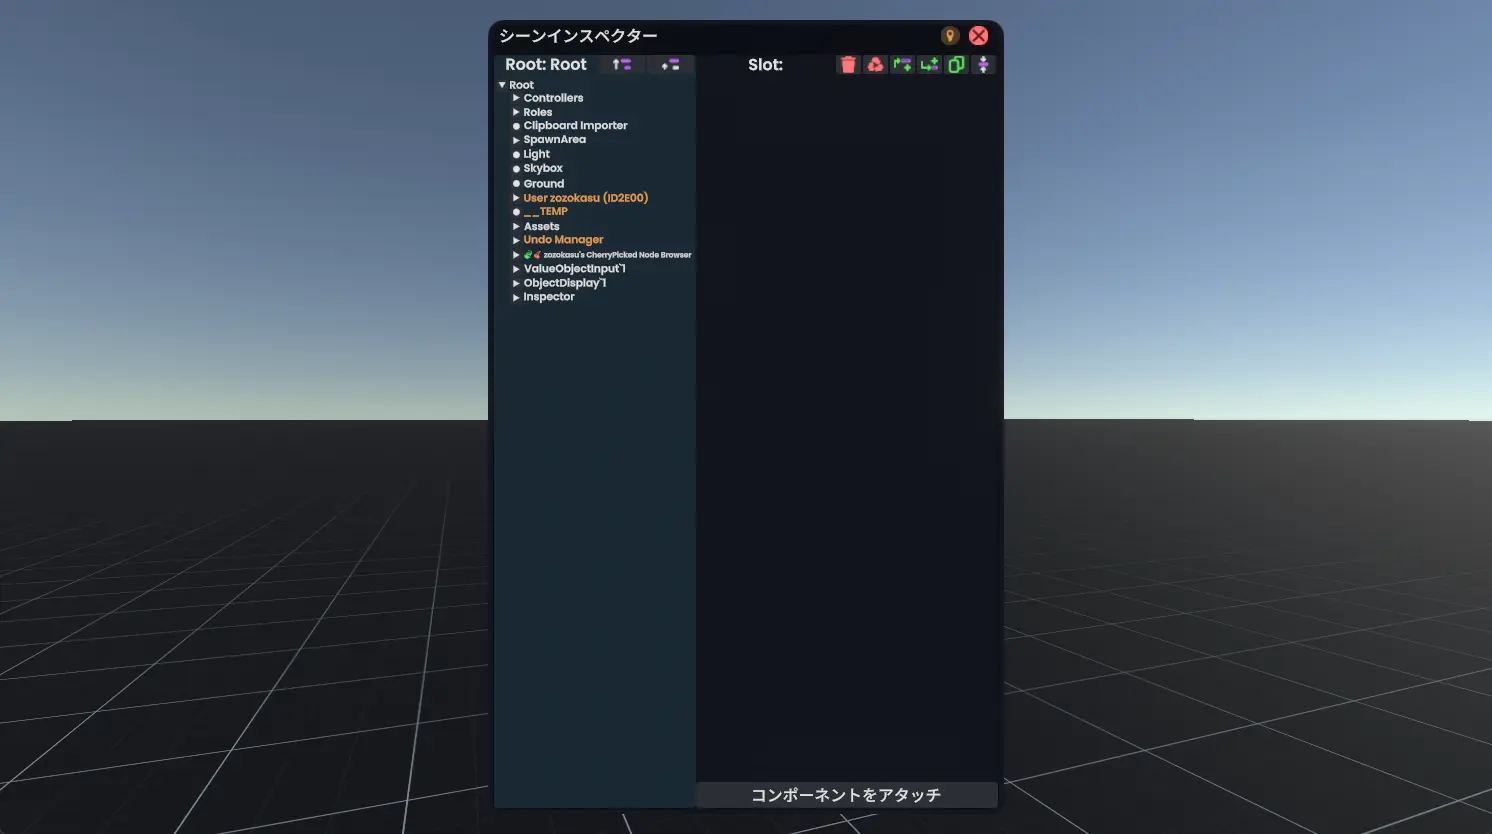 シーンインスペクター
Root: Root
Slot:
Root
Controllers
Roles
Clipboard Importer
SpawnArea
Light
Skybox
Ground
User zozokasu (ID2E00)
__TEMP
Assets
Undo Manager
zozokasu's CherryPicked Node Browser
ValueObjectInput`1
ObjectDisplay`1
Inspector
コンポーネントをアタッチ